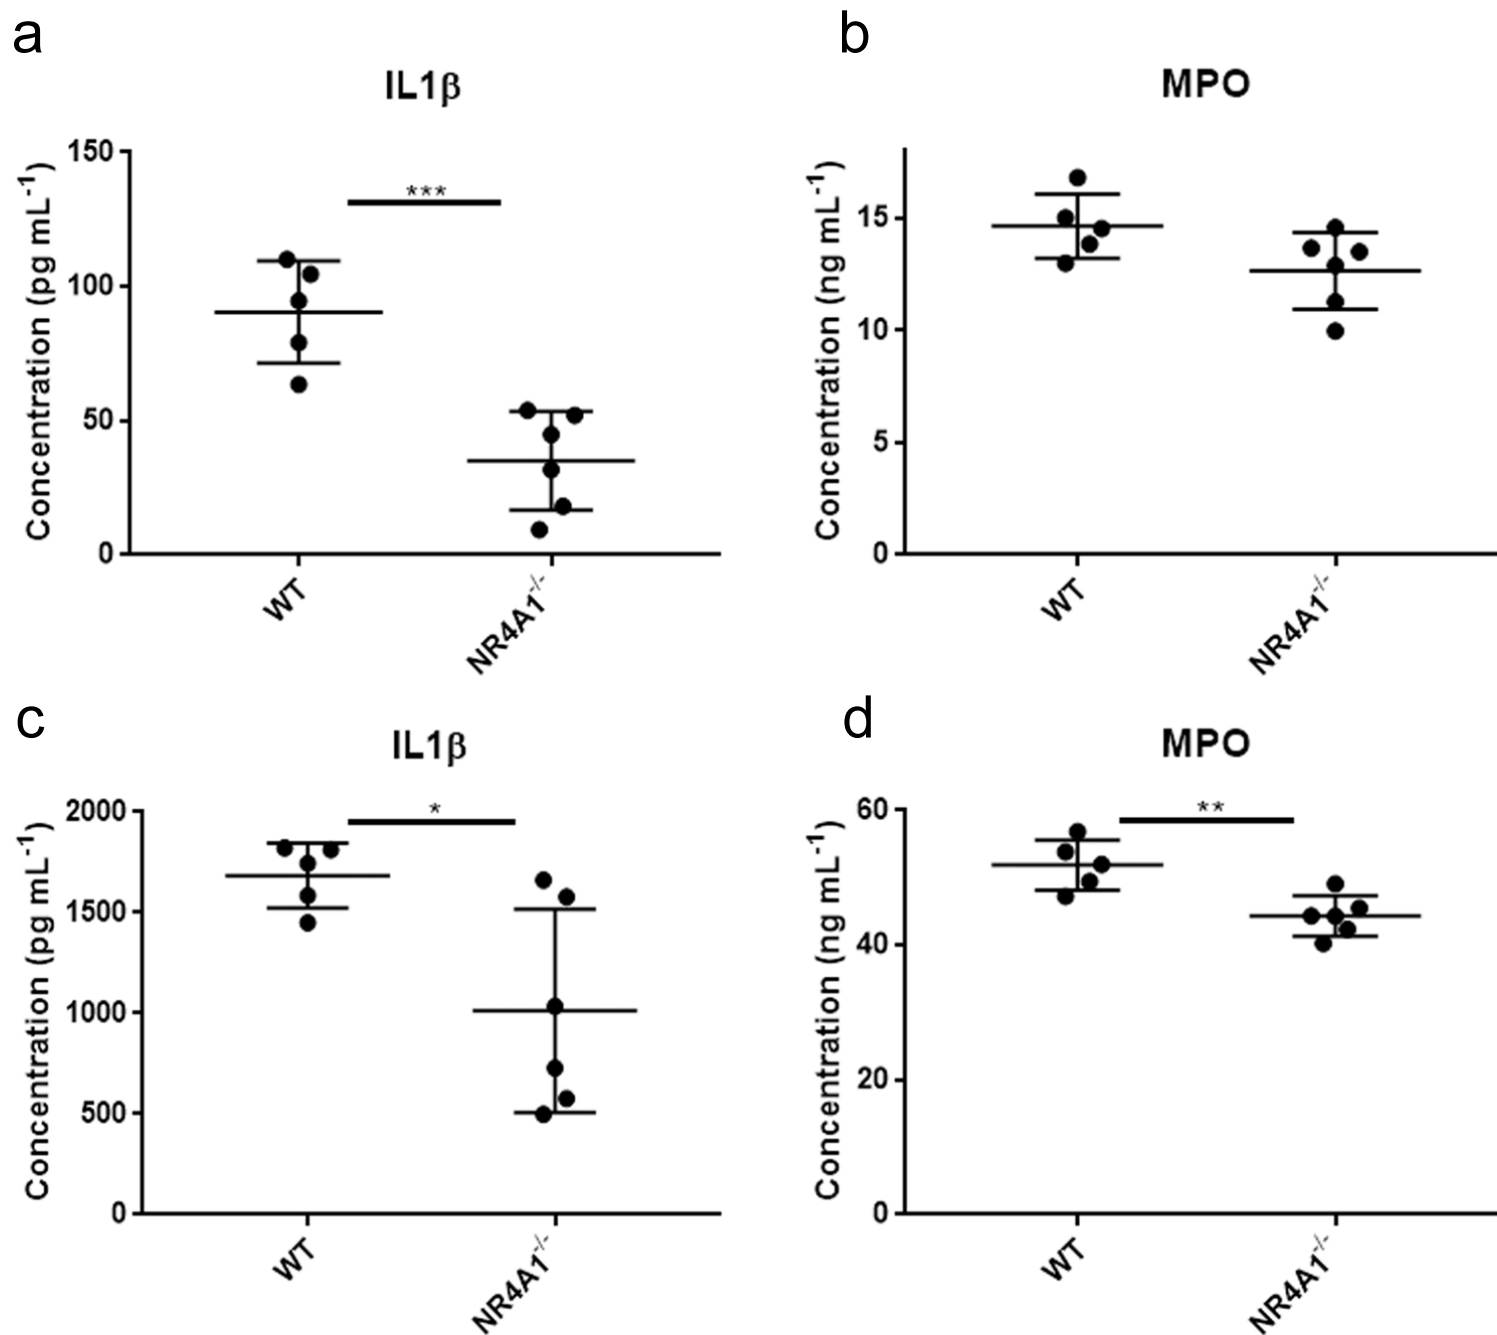 a
IL1β
Concentration (pg mL-1)
150
100
50
0
***
WT
NR4A1-/-
b
MPO
Concentration (ng mL-1)
15
10
5
0
WT
NR4A1-/-
c
IL1β
Concentration (pg mL-1)
2000
1500
1000
500
0
*
WT
NR4A1-/-
d
MPO
Concentration (ng mL-1)
60
40
20
0
**
WT
NR4A1-/-